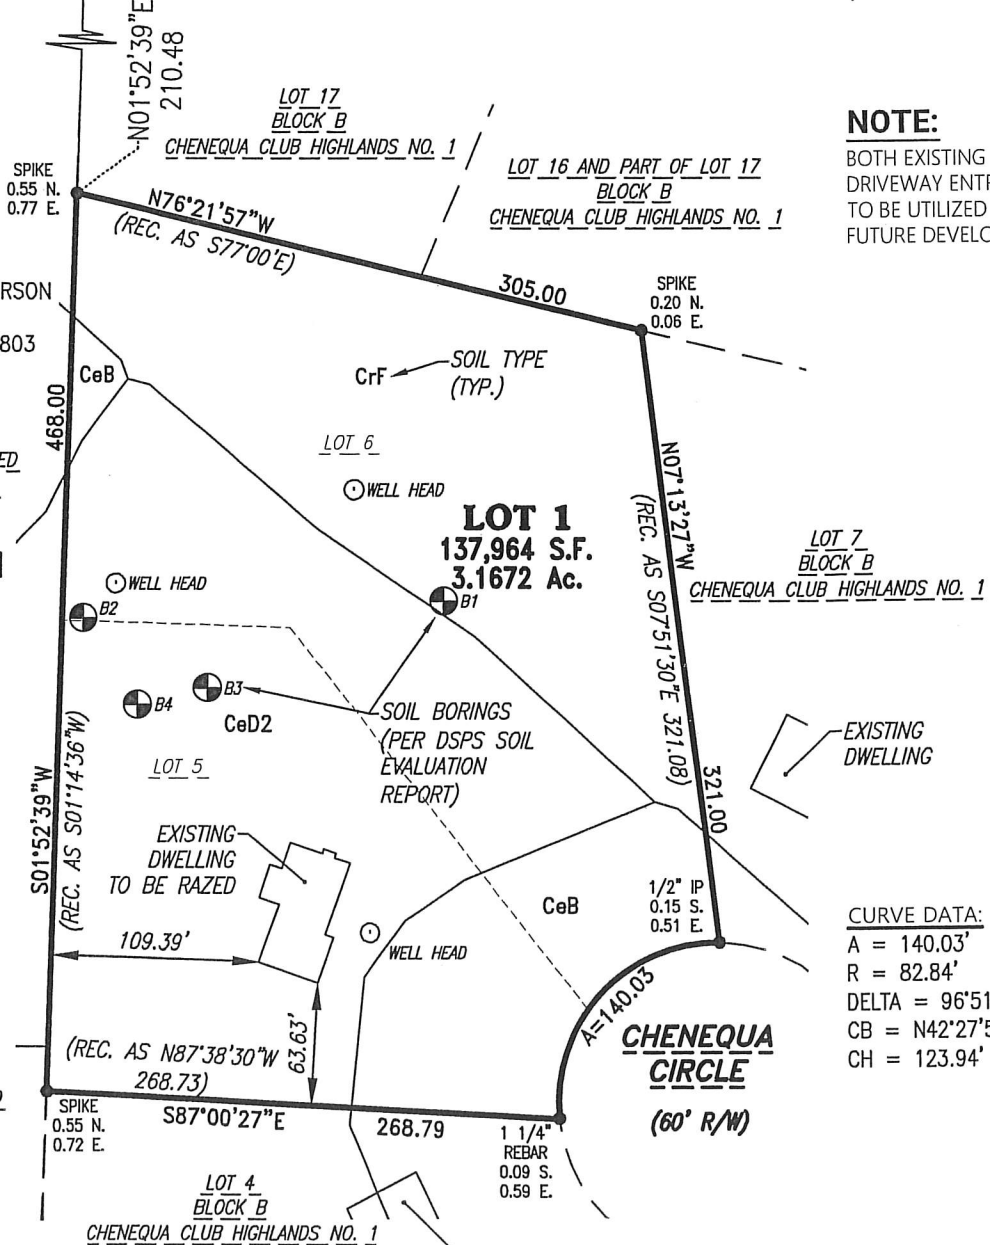 N01°52'39"E
210.48
LOT 17
BLOCK B
CHENEQUA CLUB HIGHLANDS NO. 1
LOT 16 AND PART OF LOT 17
BLOCK B
CHENEQUA CLUB HIGHLANDS NO. 1
NOTE:
BOTH EXISTING
DRIVEWAY
TO BE UTILIZED
FUTURE
SPIKE
0.55 N.
0.77 E.
N76°21'57"W
(REC. AS S77°00'E)
305.00
SPIKE
0.20 N.
0.06 E.
803
CeB
CrF
SOIL TYPE
(TYP.)
468.00
LOT 6
WELL HEAD
LOT 1
137,964 S.F.
3.1672 Ac.
N07°13'27"W
(REC. AS S07°51'30"E 321.08)
321.00
LOT 7
BLOCK B
CHENEQUA CLUB HIGHLANDS NO. 1
WELL HEAD
B2
B1
B3
B4
CeD2
SOIL BORINGS
(PER DSPS SOIL
EVALUATION
REPORT)
LOT 5
EXISTING
DWELLING
S01°52'39"W
(REC. AS S01°14'36"W)
EXISTING
DWELLING
TO BE RAZED
109.39'
WELL HEAD
CeB
1/2" IP
0.15 S.
0.51 E.
CURVE DATA:
A = 140.03'
R = 82.84'
DELTA = 96°51
CB = N42°27'5
CH = 123.94'
A=140.03
CHENEQUA
CIRCLE
(60' R/W)
63.63'
(REC. AS N87°38'30"W
268.73)
S87°00'27"E
268.79
SPIKE
0.55 N.
0.72 E.
1 1/4"
REBAR
0.09 S.
0.59 E.
LOT 4
BLOCK B
CHENEQUA CLUB HIGHLANDS NO. 1